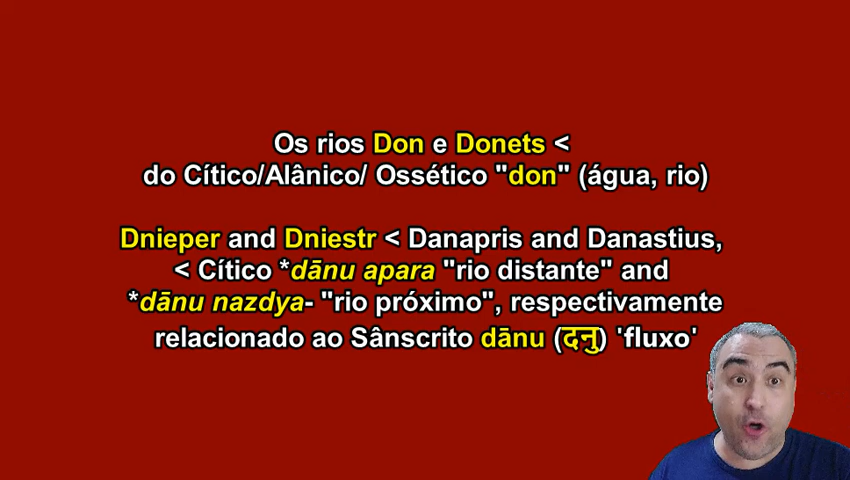 Os rios Don e Donets <
do Cítico/Alânico/ Ossético "don" (água, rio)
Dnieper and Dniestr < Danapris and Danastius,
< Cítico *dānu apara "rio distante" and
*dānu nazdya- "rio próximo", respectivamente
relacionado ao Sânscrito dānu (दनु) 'fluxo'